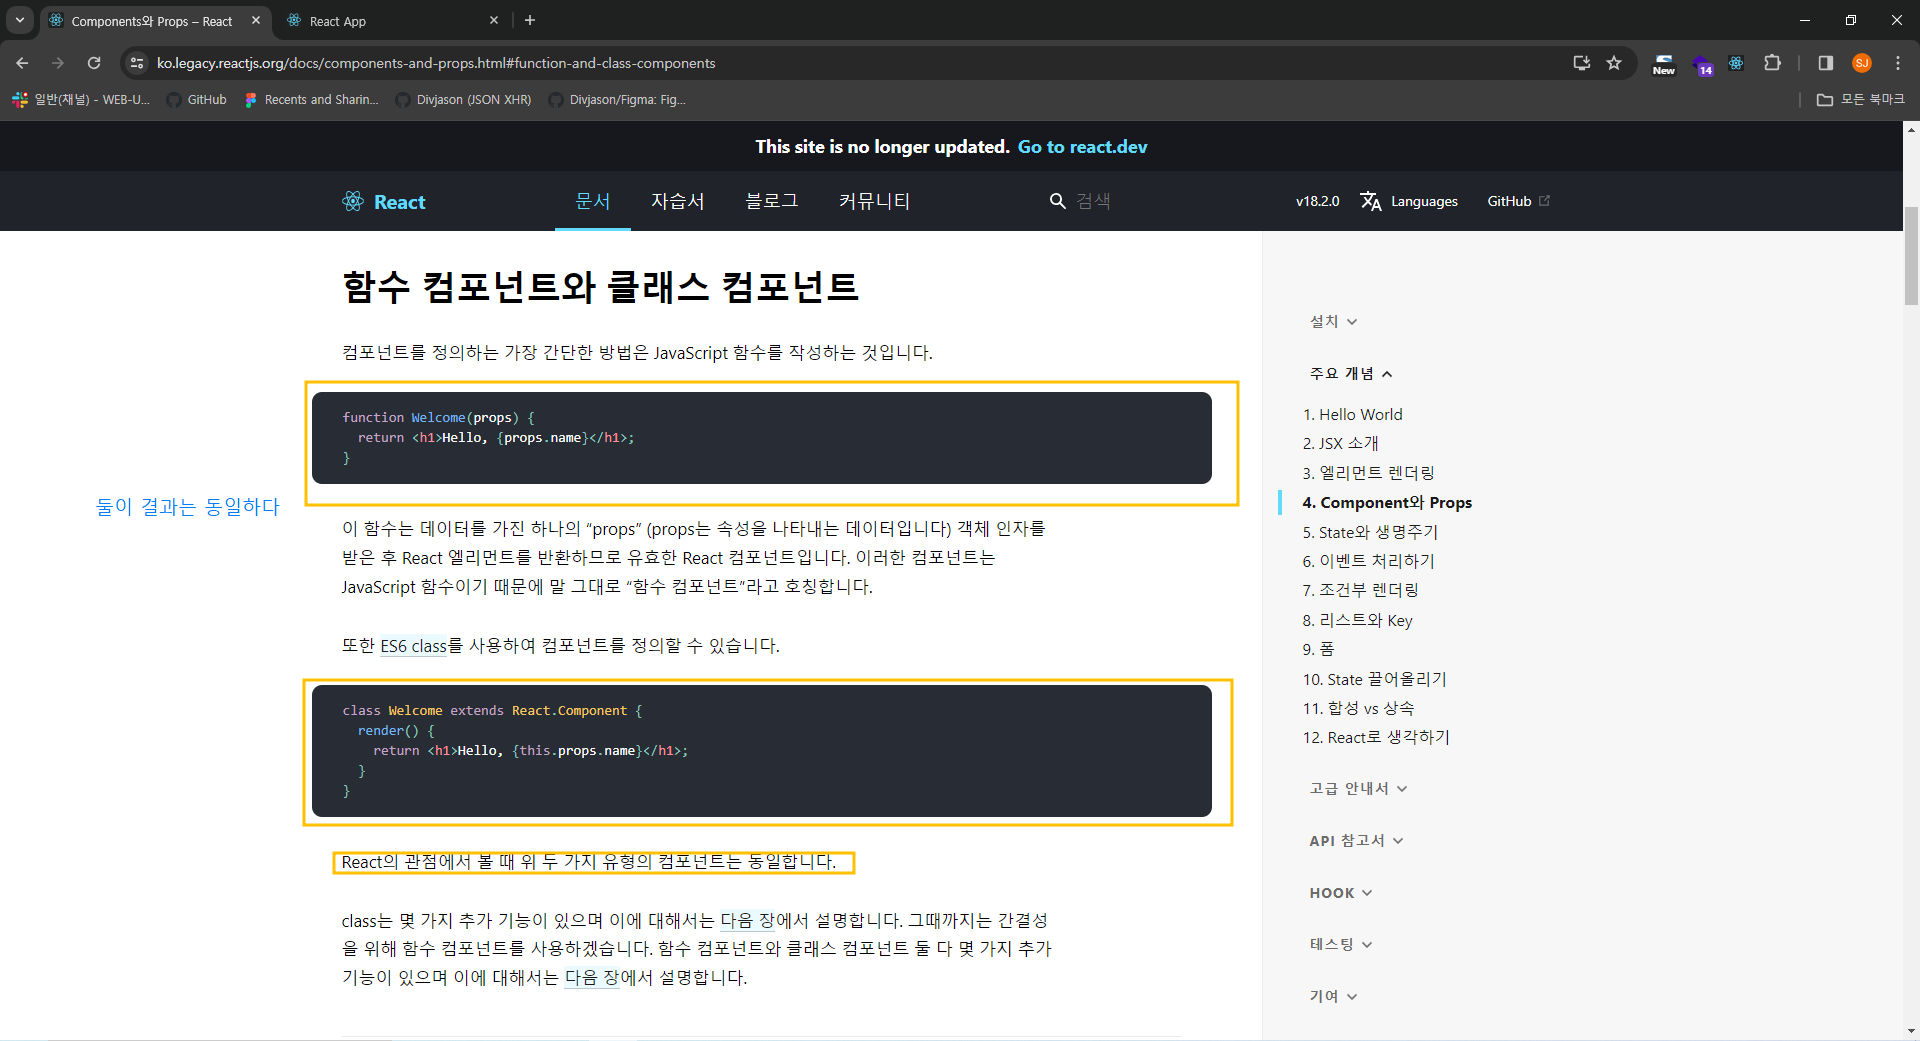 Components와 Props – React
React App
ko.legacy.reactjs.org/docs/components-and-props.html#function-and-class-components
New
14
SJ
일반(채널) - WEB-U...
GitHub
Recents and Sharin...
Divjason (JSON XHR)
Divjason/Figma: Fig...
모든 북마크
This site is no longer updated. Go to react.dev
React
문서
자습서
블로그
커뮤니티
검색
v18.2.0
Languages
GitHub
함수 컴포넌트와 클래스 컴포넌트
컴포넌트를 정의하는 가장 간단한 방법은 JavaScript 함수를 작성하는 것입니다.
function Welcome(props) {
  return <h1>Hello, {props.name}</h1>;
}
둘이 결과는 동일하다
이 함수는 데이터를 가진 하나의 “props” (props는 속성을 나타내는 데이터입니다) 객체 인자를
받은 후 React 엘리먼트를 반환하므로 유효한 React 컴포넌트입니다. 이러한 컴포넌트는
JavaScript 함수이기 때문에 말 그대로 “함수 컴포넌트”라고 호칭합니다.
또한 ES6 class를 사용하여 컴포넌트를 정의할 수 있습니다.
class Welcome extends React.Component {
  render() {
    return <h1>Hello, {this.props.name}</h1>;
  }
}
React의 관점에서 볼 때 위 두 가지 유형의 컴포넌트는 동일합니다.
class는 몇 가지 추가 기능이 있으며 이에 대해서는 다음 장에서 설명합니다. 그때까지는 간결성
을 위해 함수 컴포넌트를 사용하겠습니다. 함수 컴포넌트와 클래스 컴포넌트 둘 다 몇 가지 추가
기능이 있으며 이에 대해서는 다음 장에서 설명합니다.
설치
주요 개념
1. Hello World
2. JSX 소개
3. 엘리먼트 렌더링
4. Component와 Props
5. State와 생명주기
6. 이벤트 처리하기
7. 조건부 렌더링
8. 리스트와 Key
9. 폼
10. State 끌어올리기
11. 합성 vs 상속
12. React로 생각하기
고급 안내서
API 참고서
HOOK
테스팅
기여